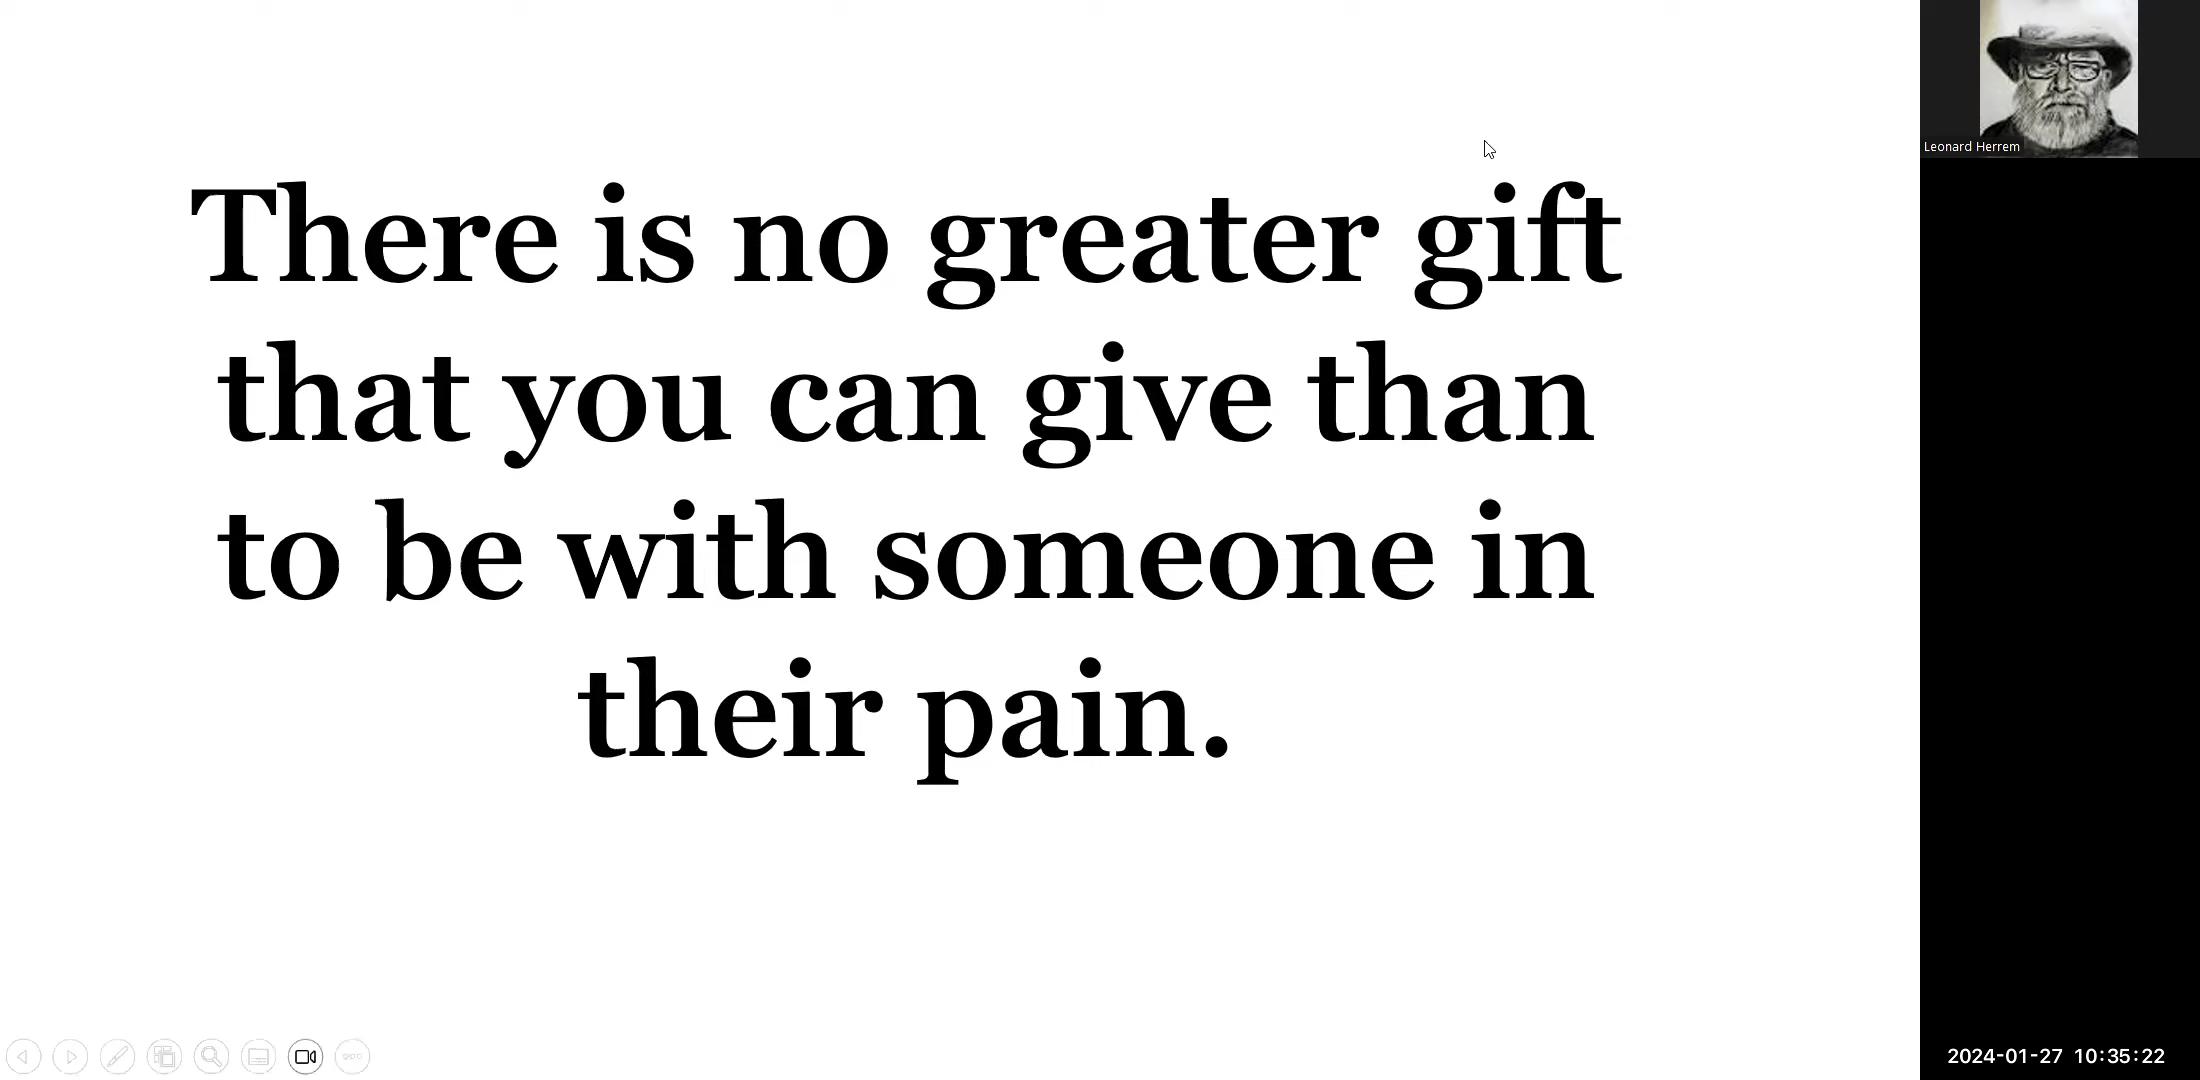 There is no greater gift
that you can give than
to be with someone in
their pain.
Leonard Herrem
2024-01-27 10:35:22